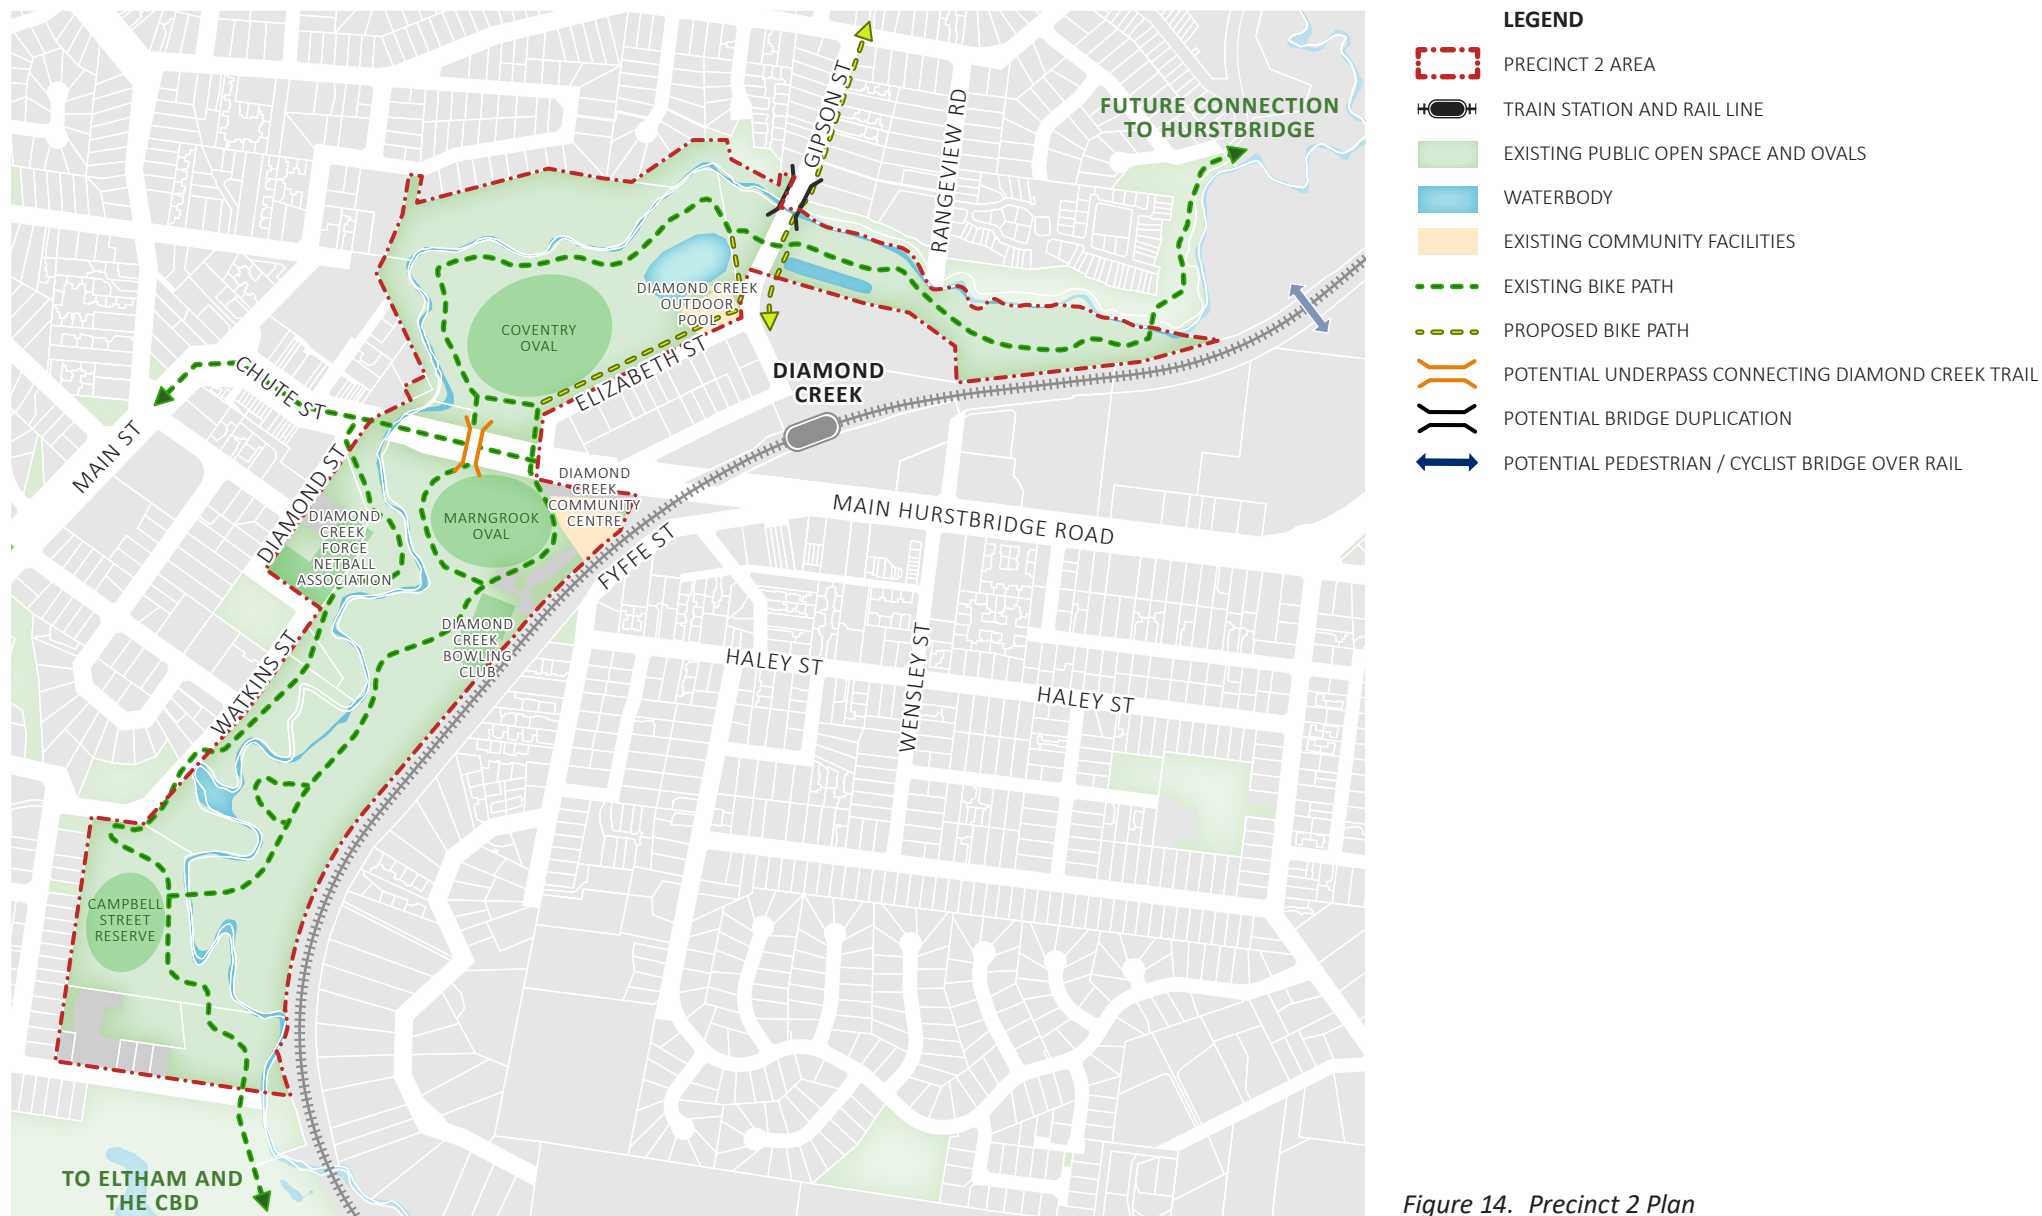 GIPSON ST
RANGEVIEW RD
FUTURE CONNECTION
TO HURSTBRIDGE
DIAMOND CREEK
OUTDOOR
POOL
COVENTRY
OVAL
ELIZABETH ST
CHUTE ST
MAIN ST
DIAMOND
CREEK
DIAMOND ST
DIAMOND
CREEK
COMMUNITY
CENTRE
MARNGROOK
OVAL
DIAMOND
CREEK
FORCE
NETBALL
ASSOCIATION
MAIN HURSTBRIDGE ROAD
FYFFE ST
DIAMOND
CREEK
BOWLING
CLUB
WATKINS ST
HALEY ST
WENSLEY ST
HALEY ST
CAMPBELL
STREET
RESERVE
TO ELTHAM AND
THE CBD
LEGEND
PRECINCT 2 AREA
TRAIN STATION AND RAIL LINE
EXISTING PUBLIC OPEN SPACE AND OVALS
WATERBODY
EXISTING COMMUNITY FACILITIES
EXISTING BIKE PATH
PROPOSED BIKE PATH
POTENTIAL UNDERPASS CONNECTING DIAMOND CREEK TRAIL
POTENTIAL BRIDGE DUPLICATION
POTENTIAL PEDESTRIAN / CYCLIST BRIDGE OVER RAIL
Figure 14. Precinct 2 Plan